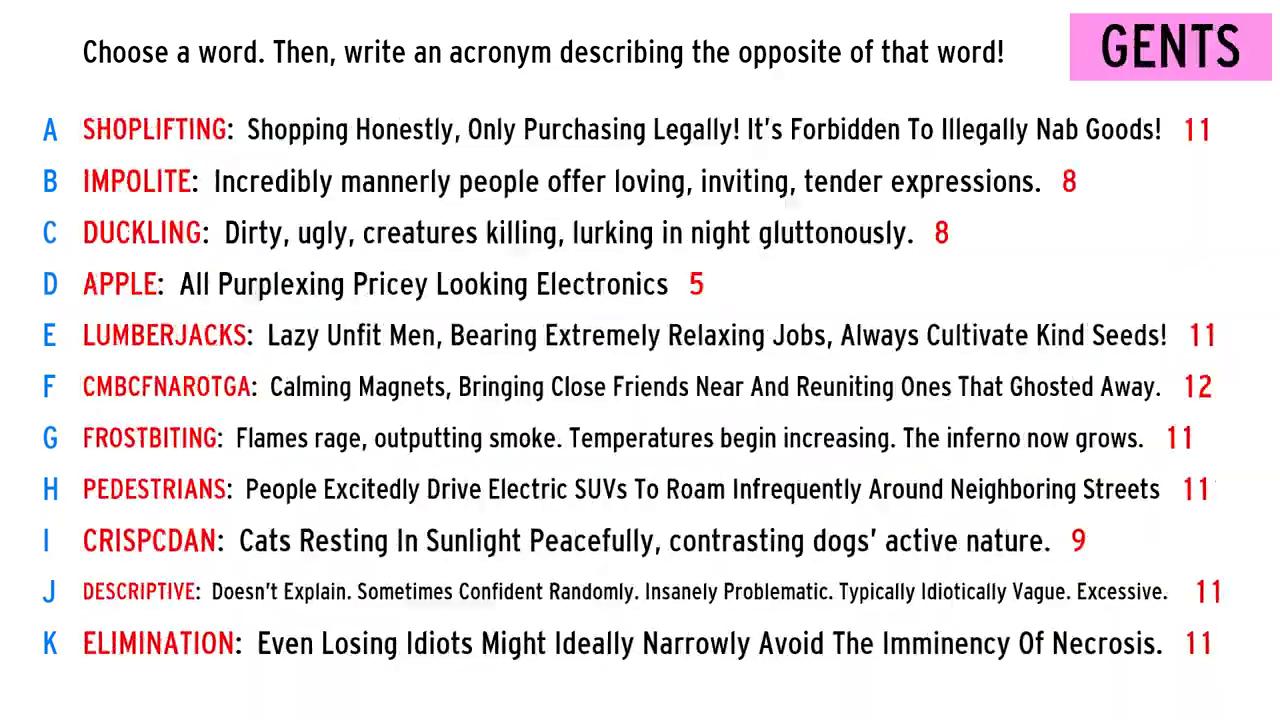 Choose a word. Then, write an acronym describing the opposite of that word!
GENTS
A SHOPLIFTING: Shopping Honestly, Only Purchasing Legally! It's Forbidden To Illegally Nab Goods! 11
B IMPOLITE: Incredibly mannerly people offer loving, inviting, tender expressions. 8
C DUCKLING: Dirty, ugly, creatures killing, lurking in night gluttonously. 8
D APPLE: All Purplexing Pricey Looking Electronics 5
E LUMBERJACKS: Lazy Unfit Men, Bearing Extremely Relaxing Jobs, Always Cultivate Kind Seeds! 11
F CMBCFNAROTGA: Calming Magnets, Bringing Close Friends Near And Reuniting Ones That Ghosted Away. 12
G FROSTBITING: Flames rage, outputting smoke. Temperatures begin increasing. The inferno now grows. 11
H PEDESTRIANS: People Excitedly Drive Electric SUVs To Roam Infrequently Around Neighboring Streets 11
I CRISPCDAN: Cats Resting In Sunlight Peacefully, contrasting dogs' active nature. 9
J DESCRIPTIVE: Doesn't Explain. Sometimes Confident Randomly. Insanely Problematic. Typically Idiotically Vague. Excessive. 11
K ELIMINATION: Even Losing Idiots Might Ideally Narrowly Avoid The Imminency Of Necrosis. 11